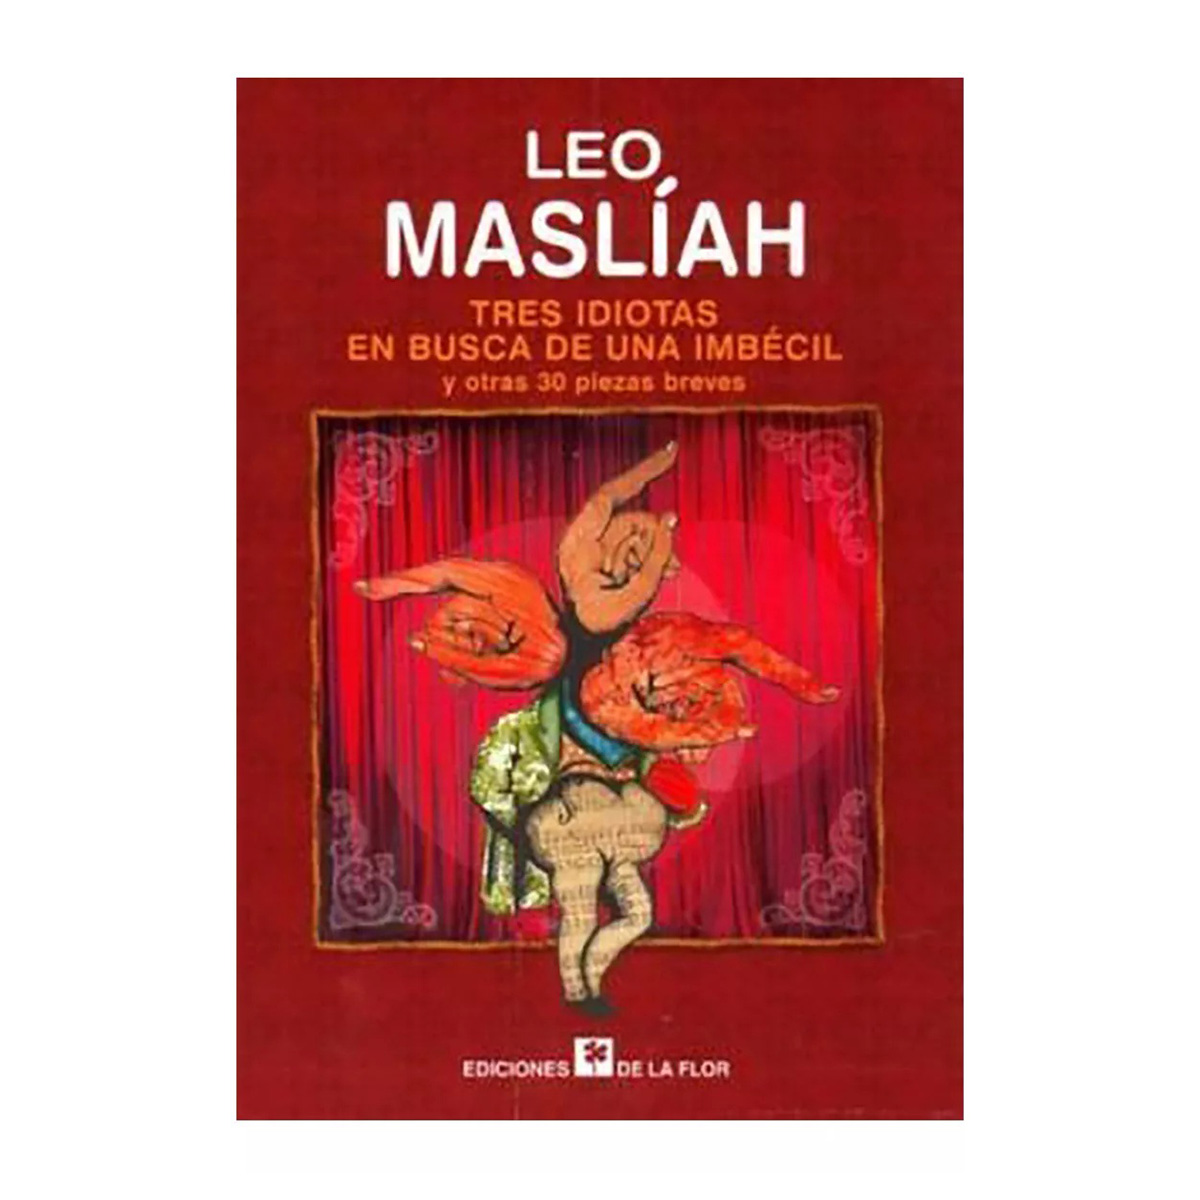 LEO
MASLÍAH
TRES IDIOTAS
EN BUSCA DE UNA IMBÉCIL
y otras 30 piezas breves
EDICIONES DE LA FLOR